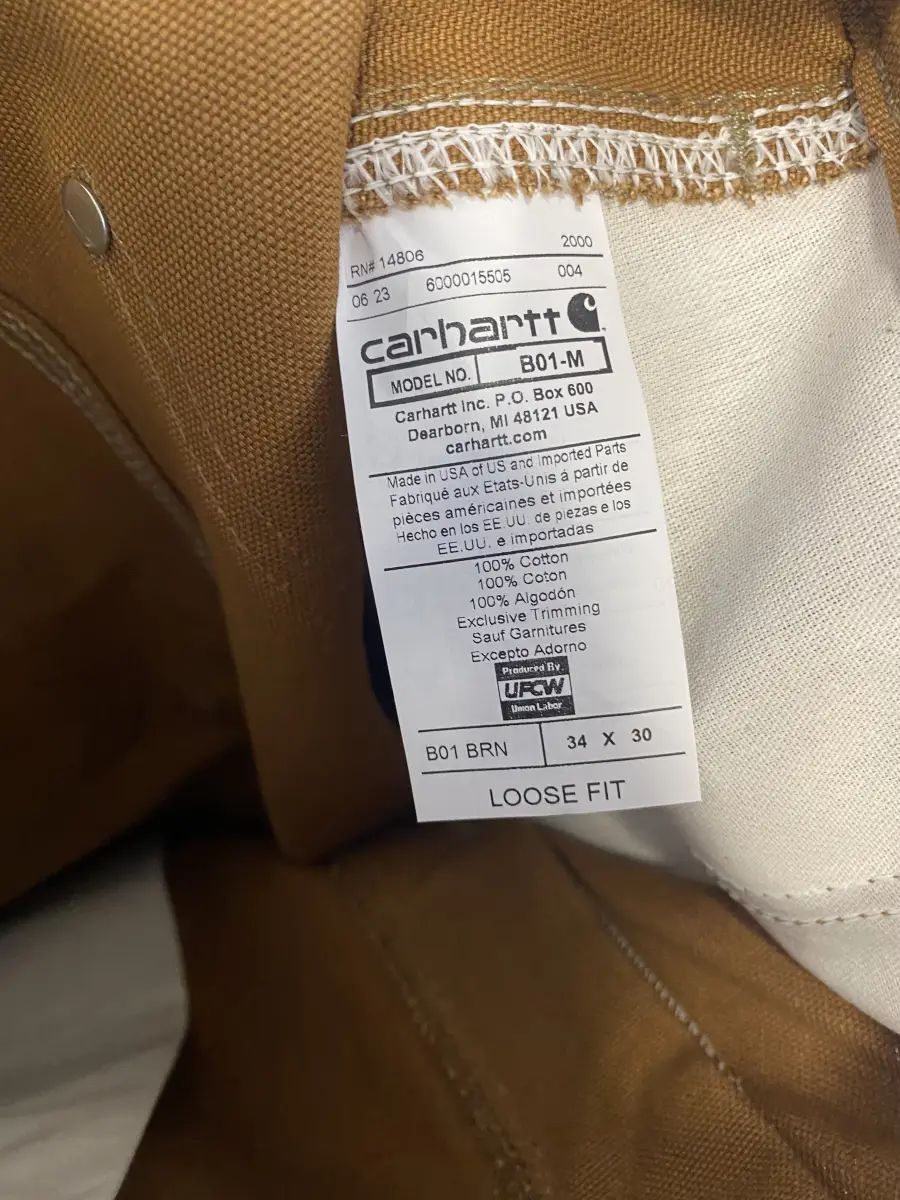 RN# 14806 2000
06 23 6000015505 004
carhartt
MODEL NO. B01-M
Carhartt Inc. P.O. Box 600
Dearborn, MI 48121 USA
carhartt.com
Made in USA of US and Imported Parts
Fabriqué aux Etats-Unis á partir de
pièces américaines et importées
Hecho en los EE.UU. de piezas e los
EE.UU. e importadas
100% Cotton
100% Coton
100% Algodón
Exclusive Trimming
Sauf Garnitures
Excepto Adorno
Produced By
UFCW
Union Labor
B01 BRN 34 X 30
LOOSE FIT